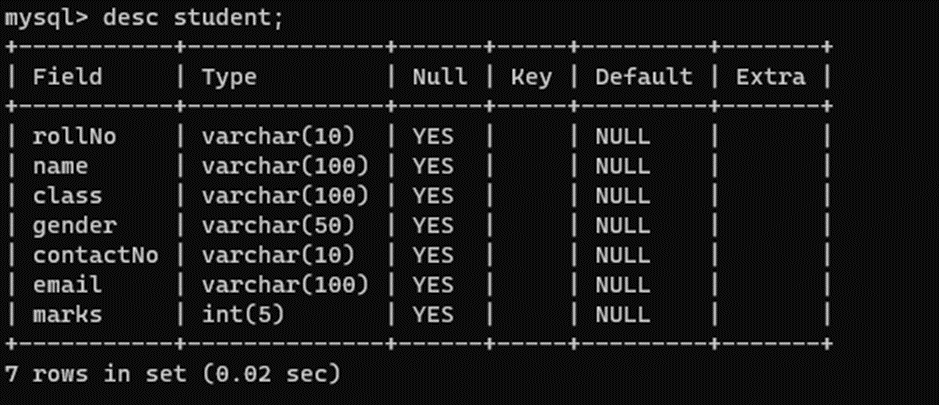 mysql> desc student;
+-----------+--------------+------+-----+---------+-------+
| Field     | Type         | Null | Key | Default | Extra |
+-----------+--------------+------+-----+---------+-------+
| rollNo    | varchar(10)  | YES  |     | NULL    |       |
| name      | varchar(100) | YES  |     | NULL    |       |
| class     | varchar(100) | YES  |     | NULL    |       |
| gender    | varchar(50)  | YES  |     | NULL    |       |
| contactNo | varchar(10)  | YES  |     | NULL    |       |
| email     | varchar(100) | YES  |     | NULL    |       |
| marks     | int(5)       | YES  |     | NULL    |       |
+-----------+--------------+------+-----+---------+-------+
7 rows in set (0.02 sec)